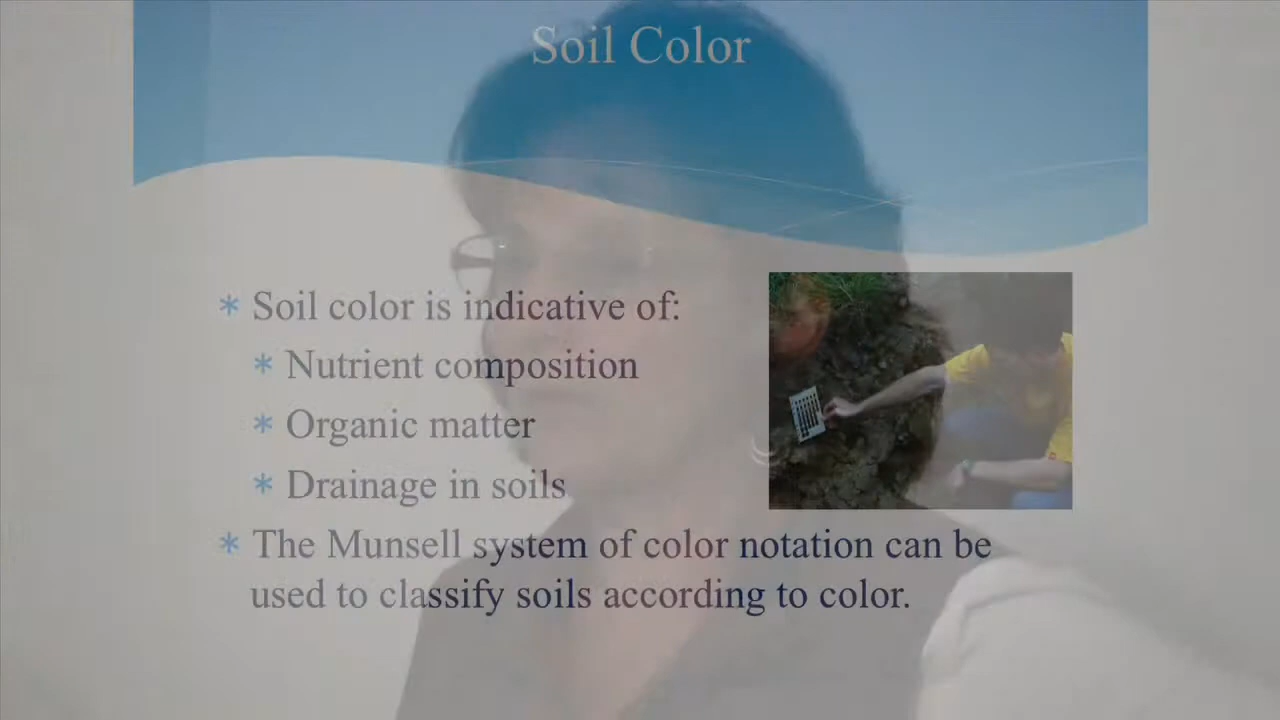 Soil Color
* Soil color is indicative of:
* Nutrient composition
* Organic matter
* Drainage in soils
* The Munsell system of color notation can be
used to classify soils according to color.